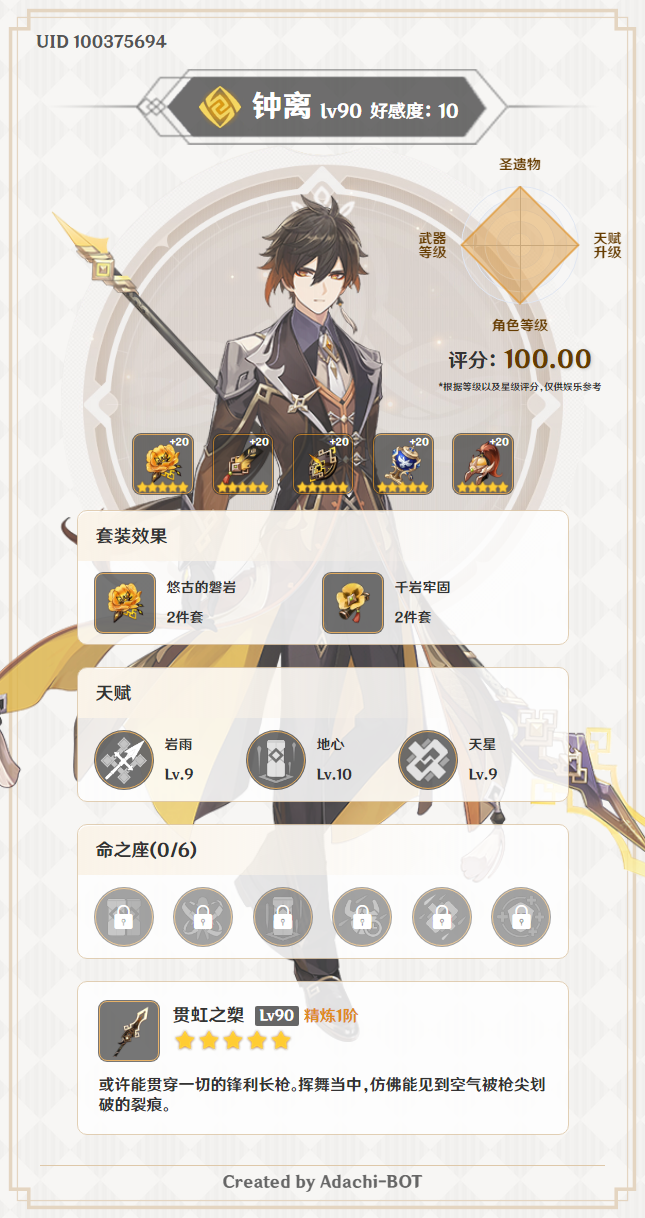 UID 100375694
钟离 lv90 好感度: 10
圣遗物
武器
等级
天赋
升级
角色等级
评分: 100.00
*根据等级以及星级评分,仅供娱乐参考
+20
+20
+20
+20
+20
套装效果
悠古的磐岩
2件套
千岩牢固
2件套
天赋
岩雨
Lv.9
地心
Lv.10
天星
Lv.9
命之座(0/6)
贯虹之槊 Lv90 精炼1阶
或许能贯穿一切的锋利长枪。挥舞当中,仿佛能见到空气被枪尖划
破的裂痕。
Created by Adachi-BOT